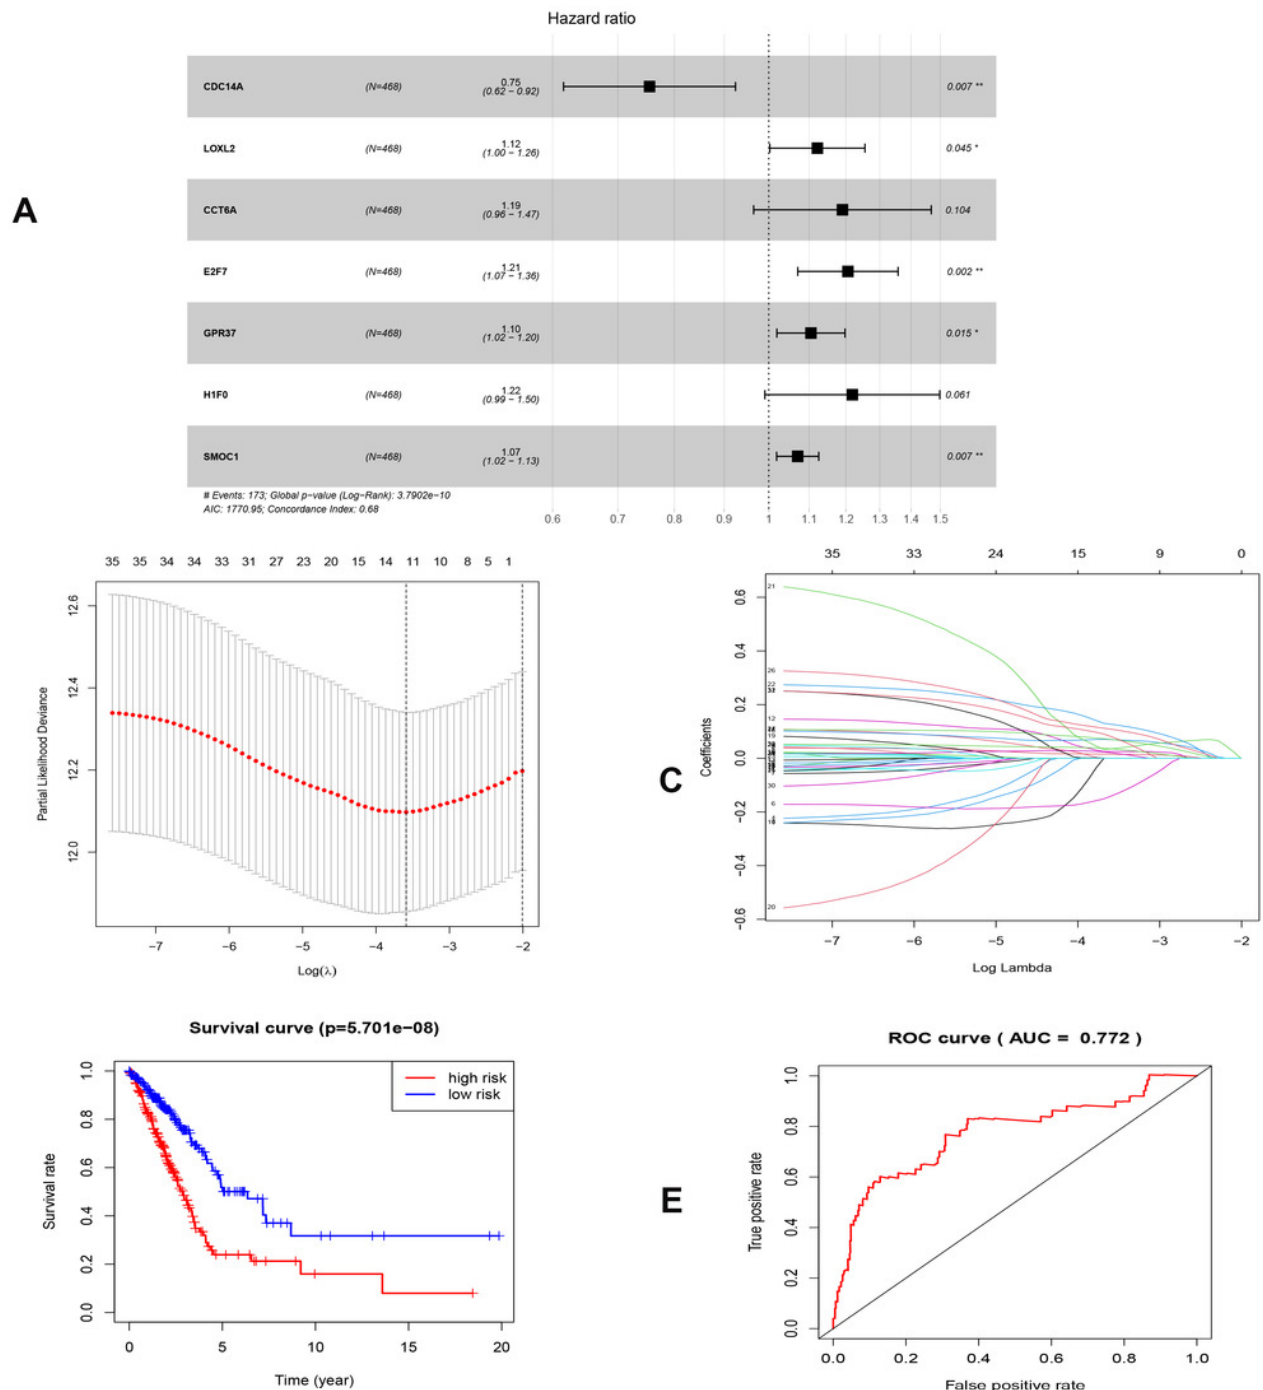 Hazard ratio
A
CDC14A (N=468) 0.75 (0.62 − 0.92) 0.007 **
LOXL2 (N=468) 1.12 (1.00 − 1.26) 0.045 *
CCT6A (N=468) 1.19 (0.96 − 1.47) 0.104
E2F7 (N=468) 1.21 (1.07 − 1.36) 0.002 **
GPR37 (N=468) 1.10 (1.02 − 1.20) 0.015 *
H1F0 (N=468) 1.22 (0.99 − 1.50) 0.061
SMOC1 (N=468) 1.07 (1.02 − 1.13) 0.007 **
# Events: 173; Global p−value (Log−Rank): 3.7902e−10
AIC: 1770.95; Concordance Index: 0.68
0.6 0.7 0.8 0.9 1 1.1 1.2 1.3 1.4 1.5
35 35 34 34 33 31 27 23 20 15 14 11 10 8 5 1
Partial Likelihood Deviance
12.6
12.4
12.2
12.0
−7 −6 −5 −4 −3 −2
Log(λ)
C
35 33 24 15 9 0
Coefficients
0.6
0.4
0.2
0.0
−0.2
−0.4
−0.6
21
26
22
12
19
30
6
20
−7 −6 −5 −4 −3 −2
Log Lambda
Survival curve (p=5.701e−08)
high risk
low risk
Survival rate
1.0
0.8
0.6
0.4
0.2
0.0
0 5 10 15 20
Time (year)
E
ROC curve ( AUC = 0.772 )
True positive rate
1.0
0.8
0.6
0.4
0.2
0.0
0.0 0.2 0.4 0.6 0.8 1.0
False positive rate